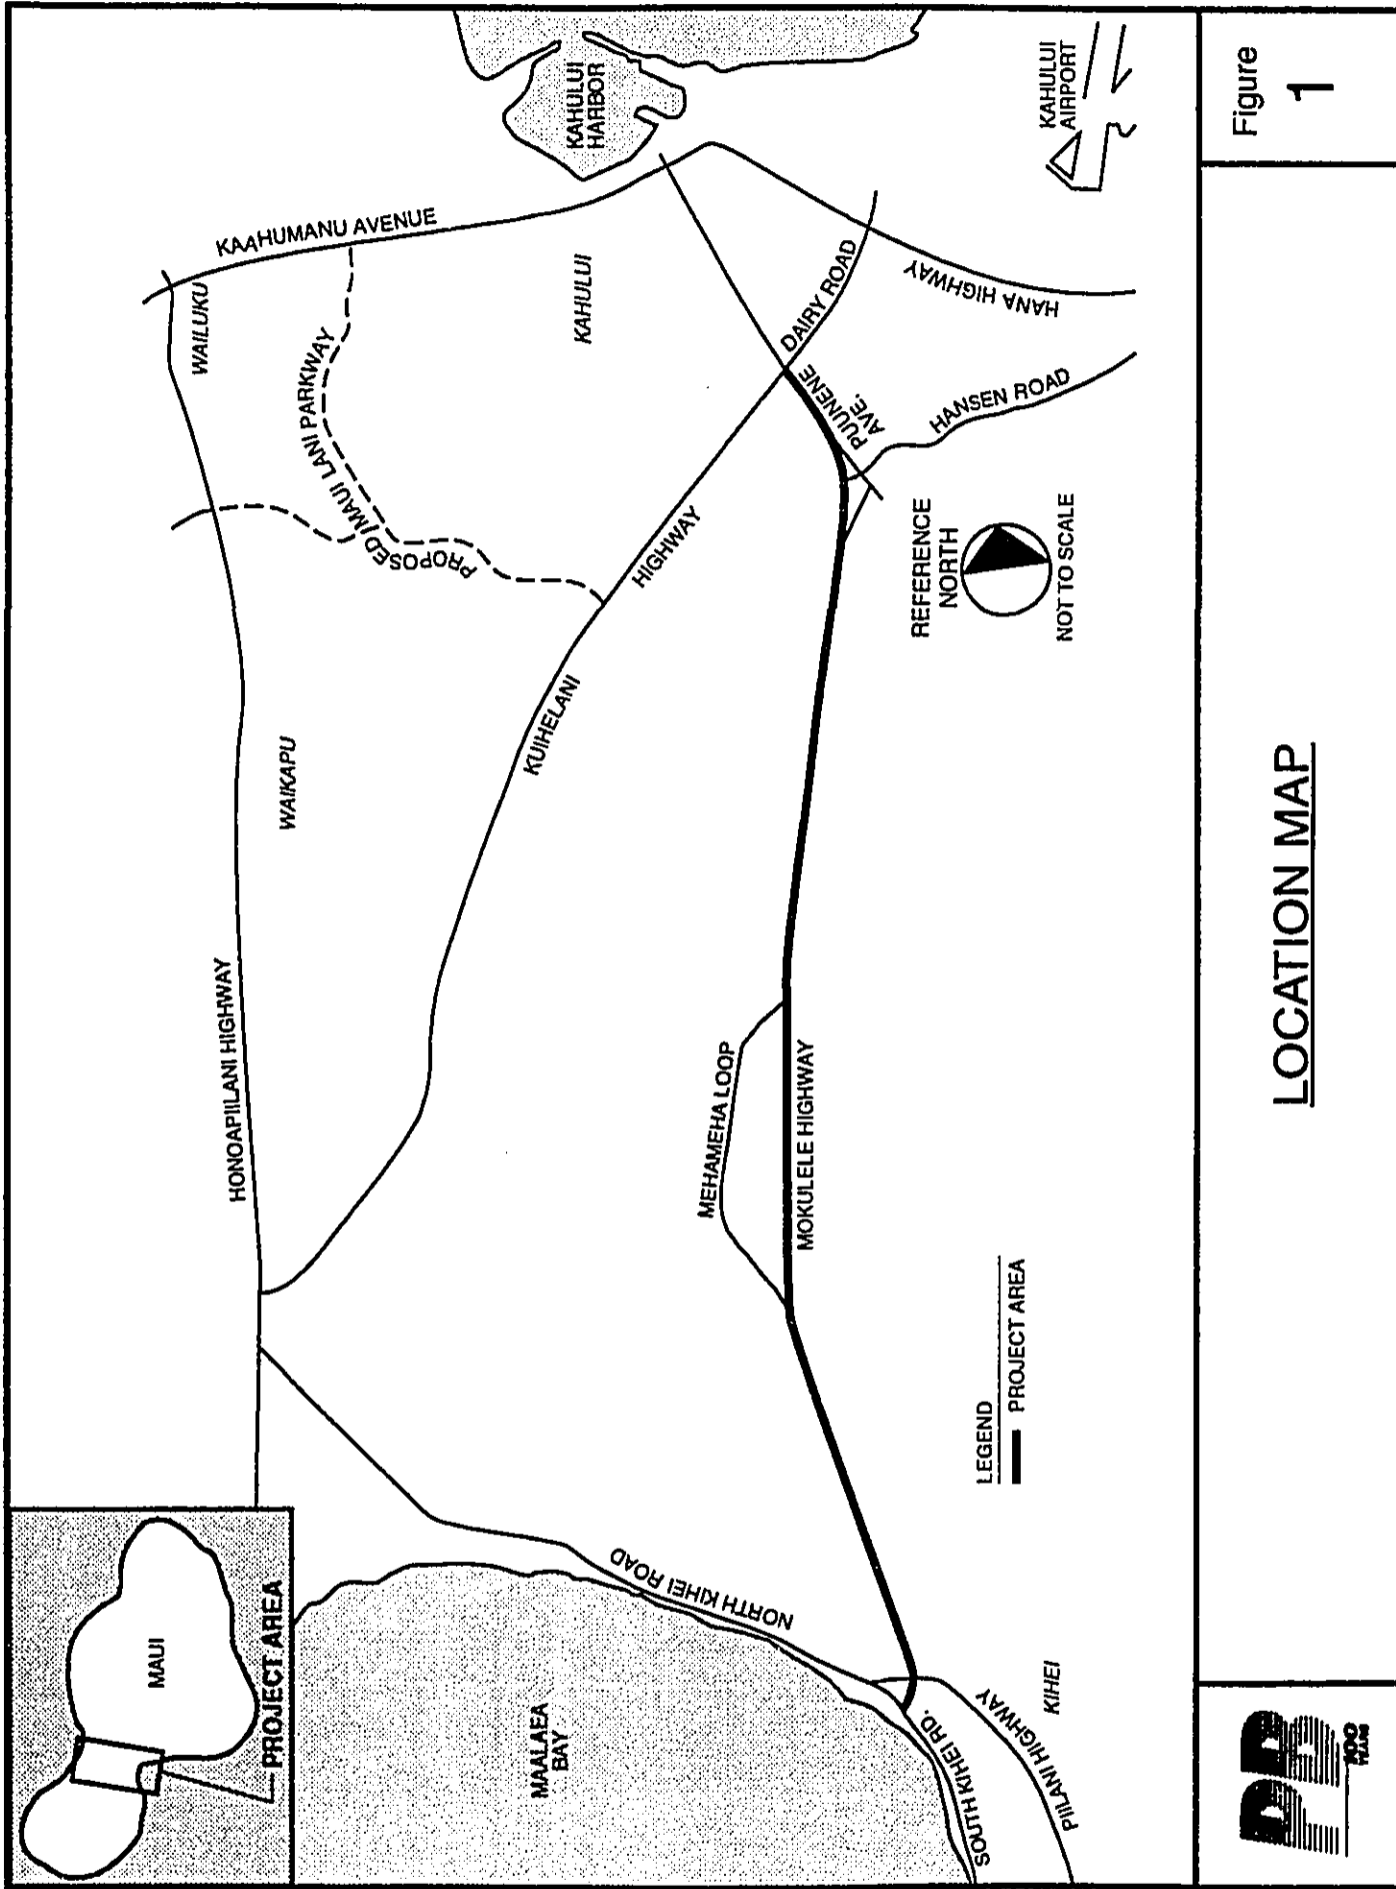 KAHULUI
HARBOR
KAHULUI
AIRPORT
KAAHUMANU AVENUE
WAILUKU
KAHULUI
PROPOSED MAUI LANI PARKWAY
DAIRY ROAD
HANA HIGHWAY
PUUNENE
AVE.
HANSEN ROAD
HIGHWAY
KUIHELANI
WAIKAPU
REFERENCE
NORTH
NOT TO SCALE
HONOAPIILANI HIGHWAY
MEHAMEHA LOOP
MOKULELE HIGHWAY
LEGEND
PROJECT AREA
NORTH KIHEI ROAD
MAALAEA
BAY
SOUTH KIHEI RD.
PIILANI HIGHWAY
KIHEI
MAUI
PROJECT AREA
PB
100
YEARS
LOCATION MAP
Figure
1